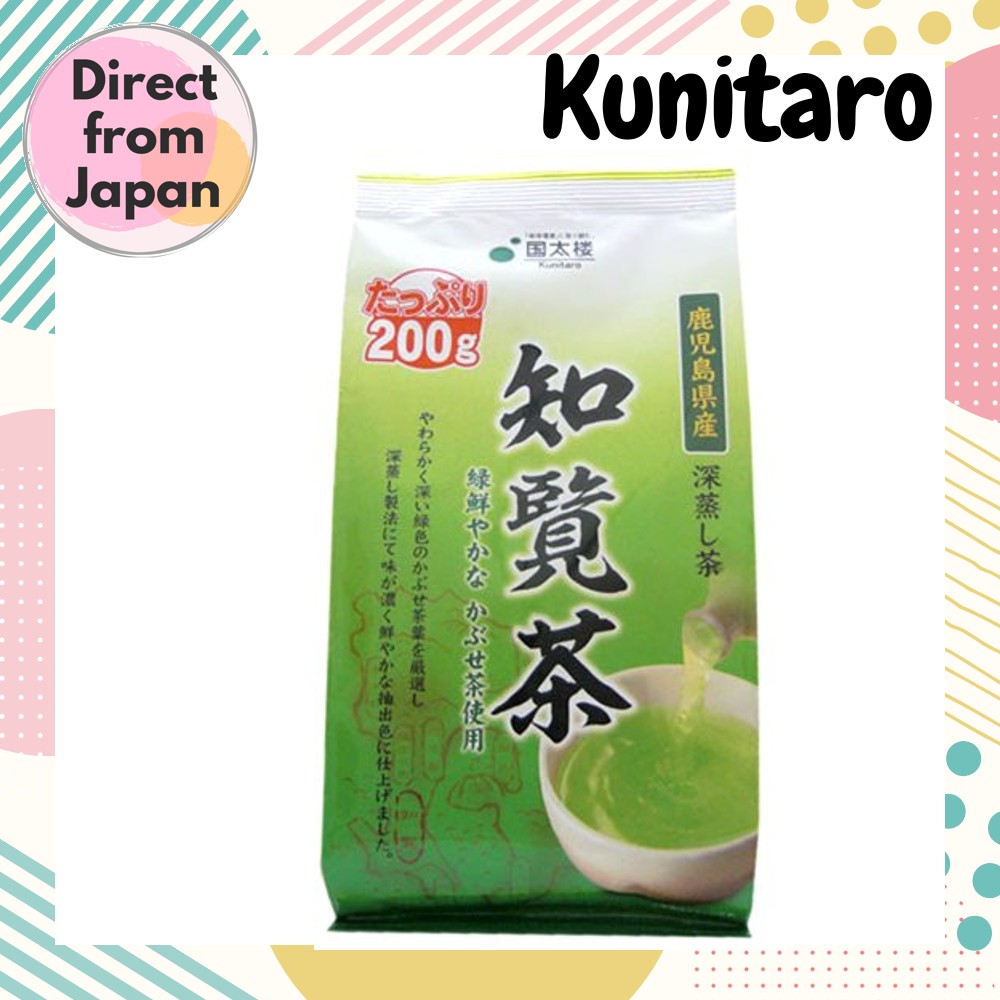 Direct
from
Japan
Kunitaro
国太楼
Kunitaro
たっぷり
200g
鹿児島県産
深蒸し茶
知覧茶
緑鮮やかな かぶせ茶使用
やわらかく深い緑色のかぶせ茶葉を厳選し
深蒸し製法にて味が濃く鮮やかな抽出色に仕上げました。